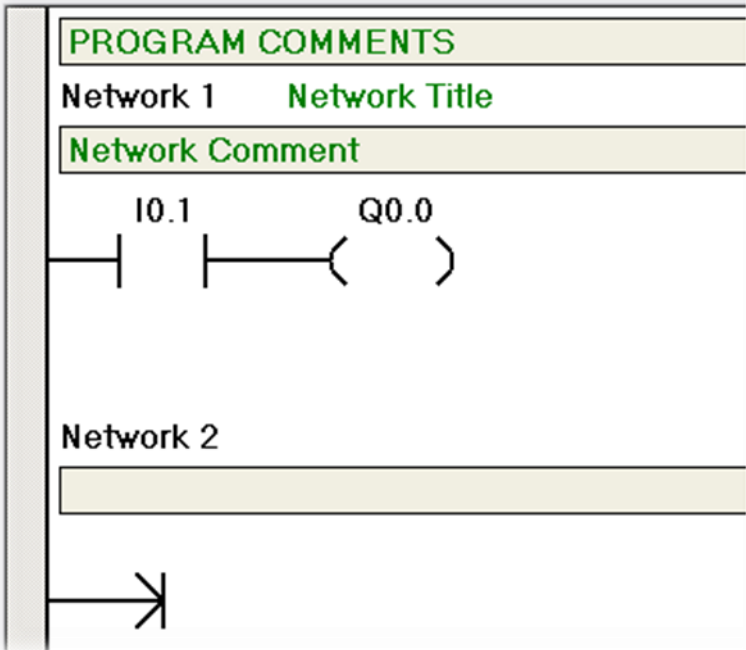 PROGRAM COMMENTS
Network 1 Network Title
Network Comment
I0.1 Q0.0
Network 2